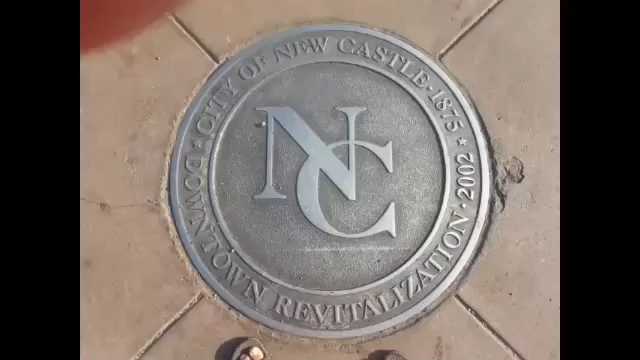 CITY OF NEW CASTLE · 1875
DOWNTOWN REVITALIZATION · 2002
NC